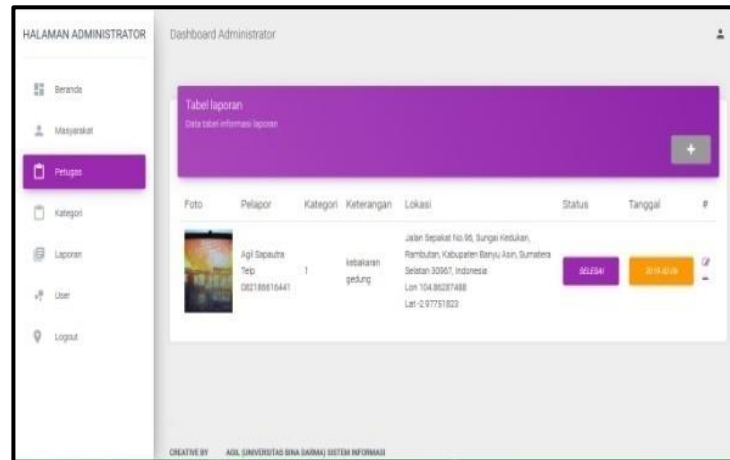 HALAMAN ADMINISTRATOR
Dashboard Administrator
Beranda
Masyarakat
Petugas
Kategori
Laporan
User
Logout
Tabel laporan
Data tabel informasi laporan
+
Foto Pelapor Kategori Keterangan Lokasi Status Tanggal #
Agil Sapautra
Telp
082186616441
1
kebakaran
gedung
Jalan Sepakat No.96, Sungai Kedukan,
Rambutan, Kabupaten Banyu Asin, Sumatera
Selatan 30967, Indonesia
Lon 104.86287488
Lat -2.97751823
SELESAI
CREATIVE BY AGIL (UNIVERSITAS BINA DARMA) SISTEM INFORMASI